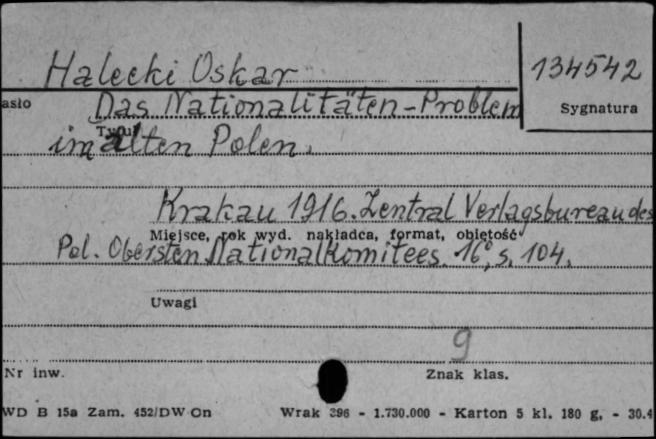 Halecki Oskar
134542
asło
Das Nationalitäten-Problem
Sygnatura
Tytuł
im alten Polen.
Krakau 1916. Zentral Verlagsbureau des
Miejsce, rok wyd. nakładca, format, objętość
Pol. Obersten Nationalkomitees. 16°, s. 104.
Uwagi
9
Nr inw.
Znak klas.
WD B 15a Zam. 452/DW On
Wrak 396 - 1.730.000 - Karton 5 kl. 180 g, - 30.4